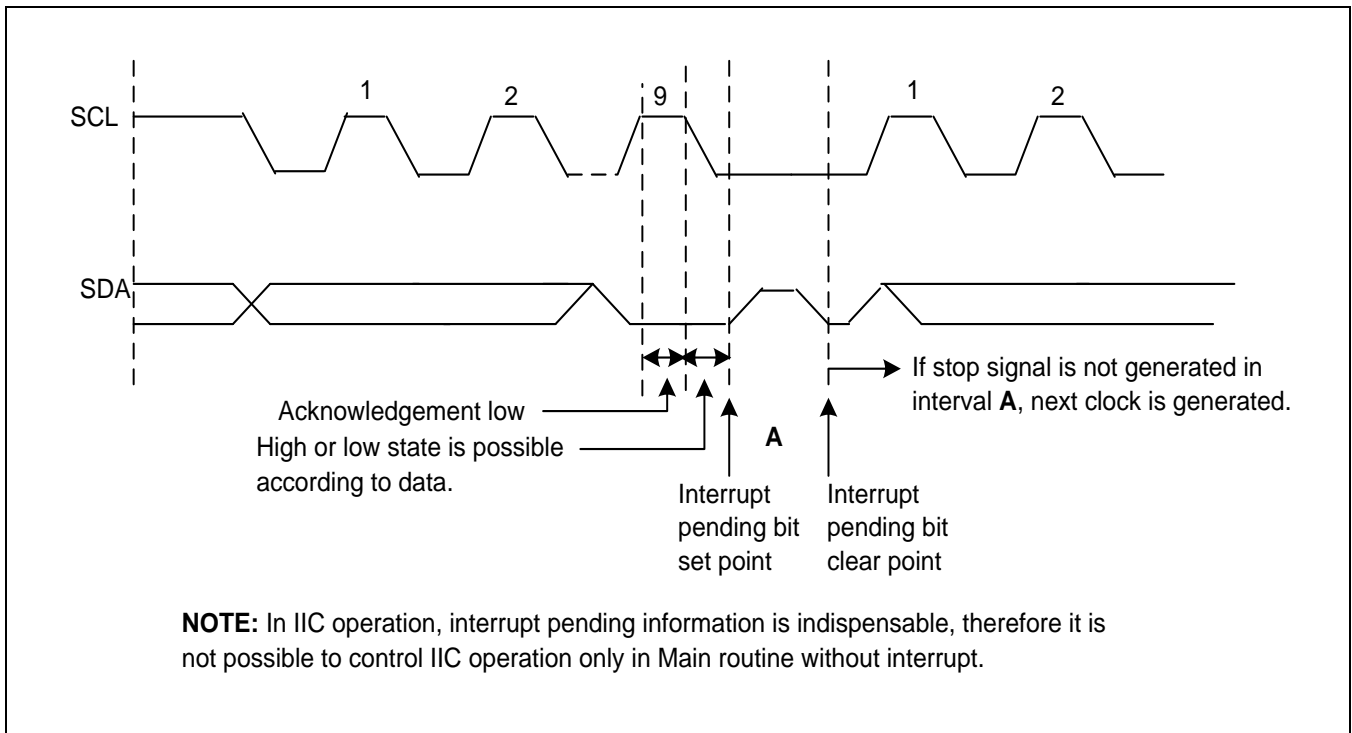 1
2
9
1
2
SCL
SDA
If stop signal is not generated in
interval A, next clock is generated.
Acknowledgement low
High or low state is possible
according to data.
A
Interrupt
pending bit
set point
Interrupt
pending bit
clear point
NOTE: In IIC operation, interrupt pending information is indispensable, therefore it is
not possible to control IIC operation only in Main routine without interrupt.